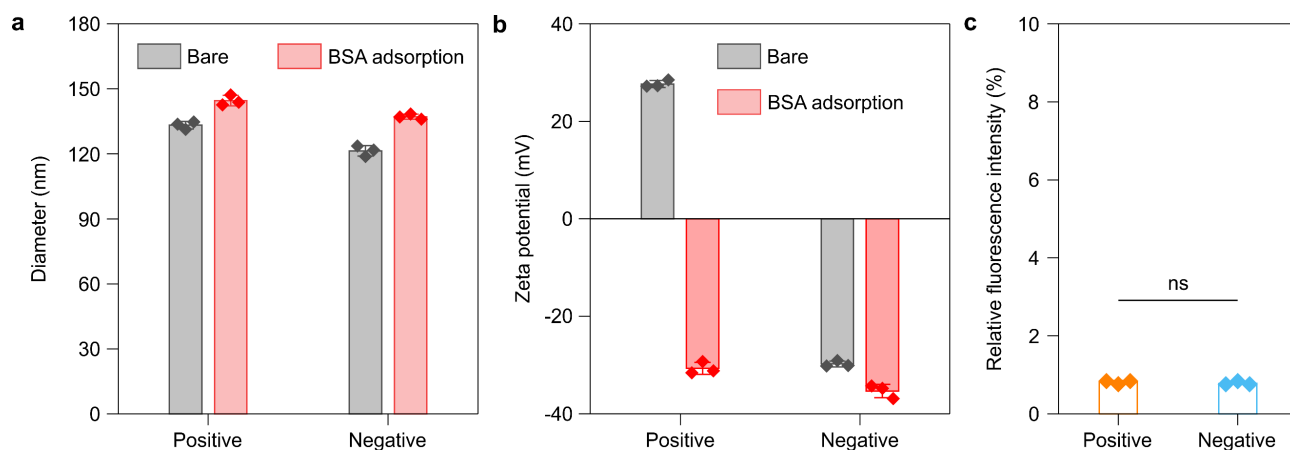 a
Diameter (nm)
180
150
120
90
60
30
0
Bare
BSA adsorption
Positive
Negative
b
Zeta potential (mV)
40
20
0
-20
-40
Bare
BSA adsorption
Positive
Negative
c
Relative fluorescence intensity (%)
10
8
6
4
2
0
ns
Positive
Negative